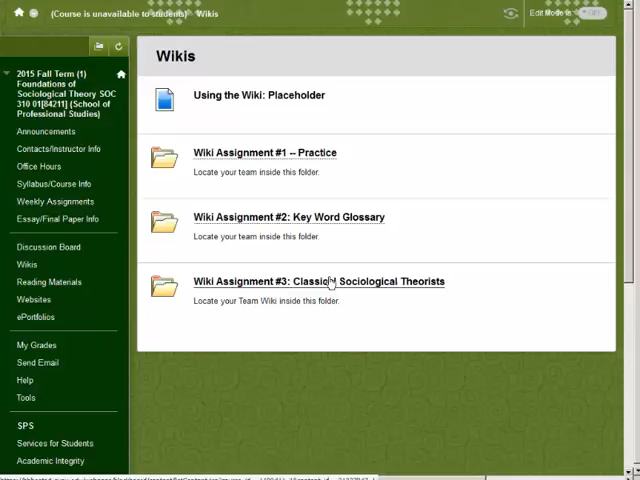 (Course is unavailable to students) Wikis
Edit Mode is: OFF
2015 Fall Term (1)
Foundations of
Sociological Theory SOC
310 01[84211] (School of
Professional Studies)
Announcements
Contacts/Instructor Info
Office Hours
Syllabus/Course Info
Weekly Assignments
Essay/Final Paper Info
Discussion Board
Wikis
Reading Materials
Websites
ePortfolios
My Grades
Send Email
Help
Tools
SPS
Services for Students
Academic Integrity
Wikis
Using the Wiki: Placeholder
Wiki Assignment #1 -- Practice
Locate your team inside this folder.
Wiki Assignment #2: Key Word Glossary
Locate your team inside this folder.
Wiki Assignment #3: Classical Sociological Theorists
Locate your Team Wiki inside this folder.